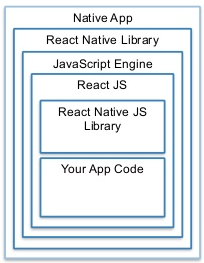 Native App
React Native Library
JavaScript Engine
React JS
React Native JS
Library
Your App Code